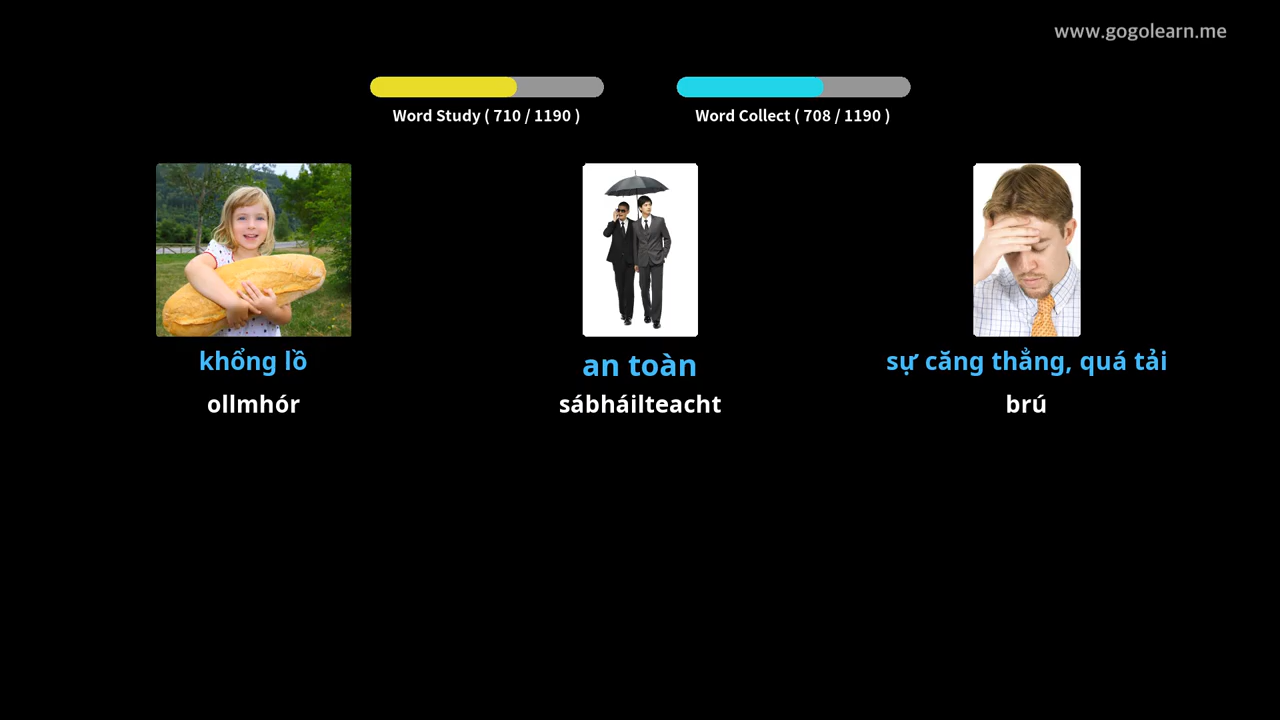 www.gogolearn.me
Word Study ( 710 / 1190 )
Word Collect ( 708 / 1190 )
khổng lồ
an toàn
sự căng thẳng, quá tải
ollmhór
sábháilteacht
brú